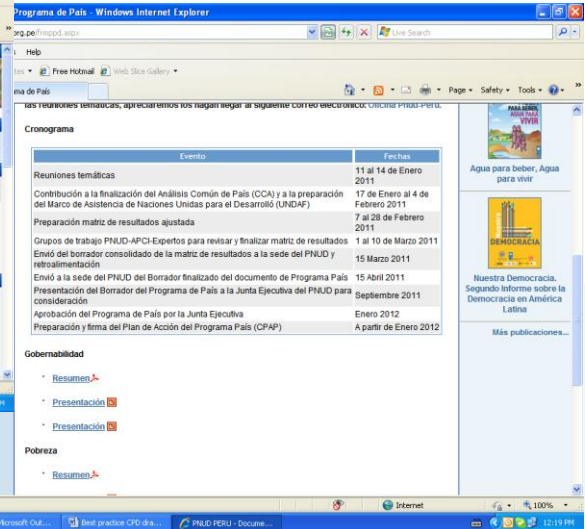 Programa de País - Windows Internet Explorer
org.pe/frmppd.aspx
Live Search
Help
Free Hotmail
Web Slice Gallery
ma de País
Page
Safety
Tools
las reuniones temáticas, apreciaremos los hagan llegar al siguiente correo electrónico: Oficina Pnud-Perú.
Cronograma
Evento Fechas
Reuniones temáticas 11 al 14 de Enero
2011
Contribución a la finalización del Análisis Común de País (CCA) y a la preparación 17 de Enero al 4 de
del Marco de Asistencia de Naciones Unidas para el Desarrollo (UNDAF) Febrero 2011
Preparación matriz de resultados ajustada 7 al 28 de Febrero
2011
Grupos de trabajo PNUD-APCI-Expertos para revisar y finalizar matriz de resultados 1 al 10 de Marzo 2011
Envió del borrador consolidado de la matriz de resultados a la sede del PNUD y 15 Marzo 2011
retroalimentación
Envió a la sede del PNUD del Borrador finalizado del documento de Programa País 15 Abril 2011
Presentación del Borrador del Programa de País a la Junta Ejecutiva del PNUD para Septiembre 2011
consideración
Aprobación del Programa de País por la Junta Ejecutiva Enero 2012
Preparación y firma del Plan de Acción del Programa País (CPAP) A partir de Enero 2012
Gobernabilidad
Resumen
Presentación
Presentación
Pobreza
Resumen
PARA BEBER,
AGUA PARA
VIVIR
Agua para beber, Agua
para vivir
Nuestra
DEMOCRACIA
Nuestra Democracia.
Segundo Informe sobre la
Democracia en América
Latina
Más publicaciones...
Internet
100%
Microsoft Out...
Best practice CPD dra...
PNUD PERU - Docume...
12:19 PM